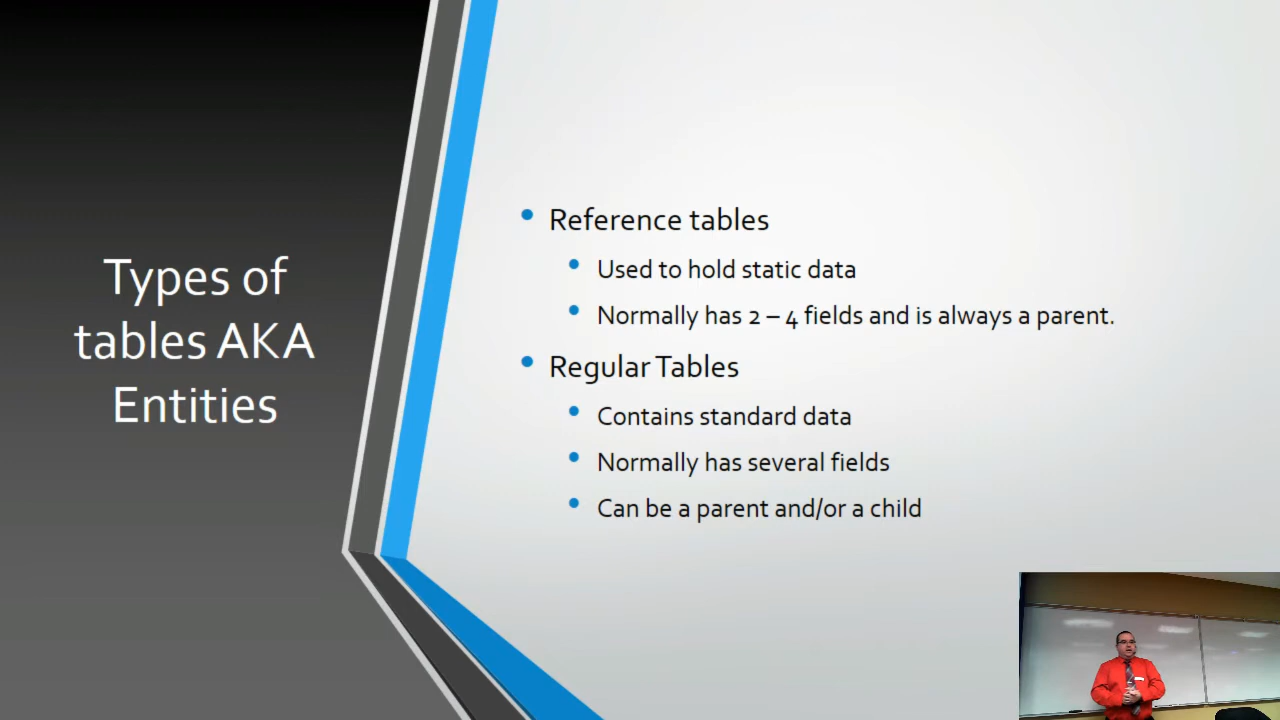 Types of
tables AKA
Entities
Reference tables
Used to hold static data
Normally has 2 – 4 fields and is always a parent.
Regular Tables
Contains standard data
Normally has several fields
Can be a parent and/or a child